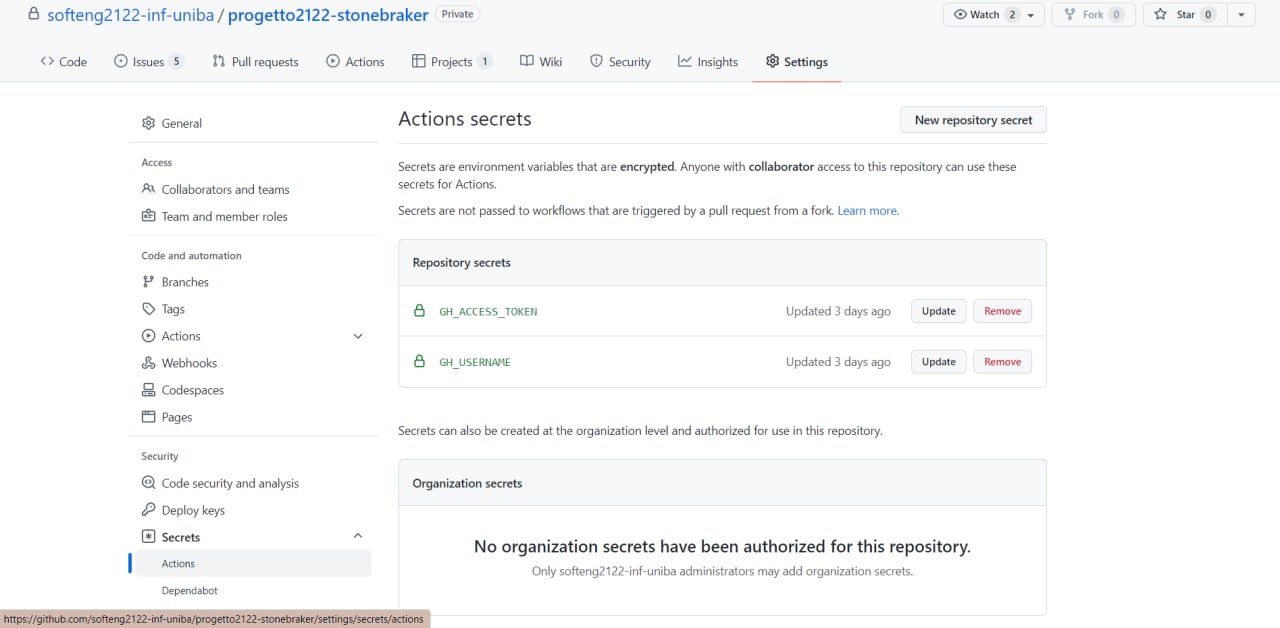 softeng2122-inf-uniba / progetto2122-stonebraker Private
Watch 2 Fork 0 Star 0
Code Issues 5 Pull requests Actions Projects 1 Wiki Security Insights Settings
General
Access
Collaborators and teams
Team and member roles
Code and automation
Branches
Tags
Actions
Webhooks
Codespaces
Pages
Security
Code security and analysis
Deploy keys
Secrets
Actions
Dependabot
Actions secrets
New repository secret
Secrets are environment variables that are encrypted. Anyone with collaborator access to this repository can use these
secrets for Actions.
Secrets are not passed to workflows that are triggered by a pull request from a fork. Learn more.
Repository secrets
GH_ACCESS_TOKEN Updated 3 days ago Update Remove
GH_USERNAME Updated 3 days ago Update Remove
Secrets can also be created at the organization level and authorized for use in this repository.
Organization secrets
No organization secrets have been authorized for this repository.
Only softeng2122-inf-uniba administrators may add organization secrets.
https://github.com/softeng2122-inf-uniba/progetto2122-stonebraker/settings/secrets/actions